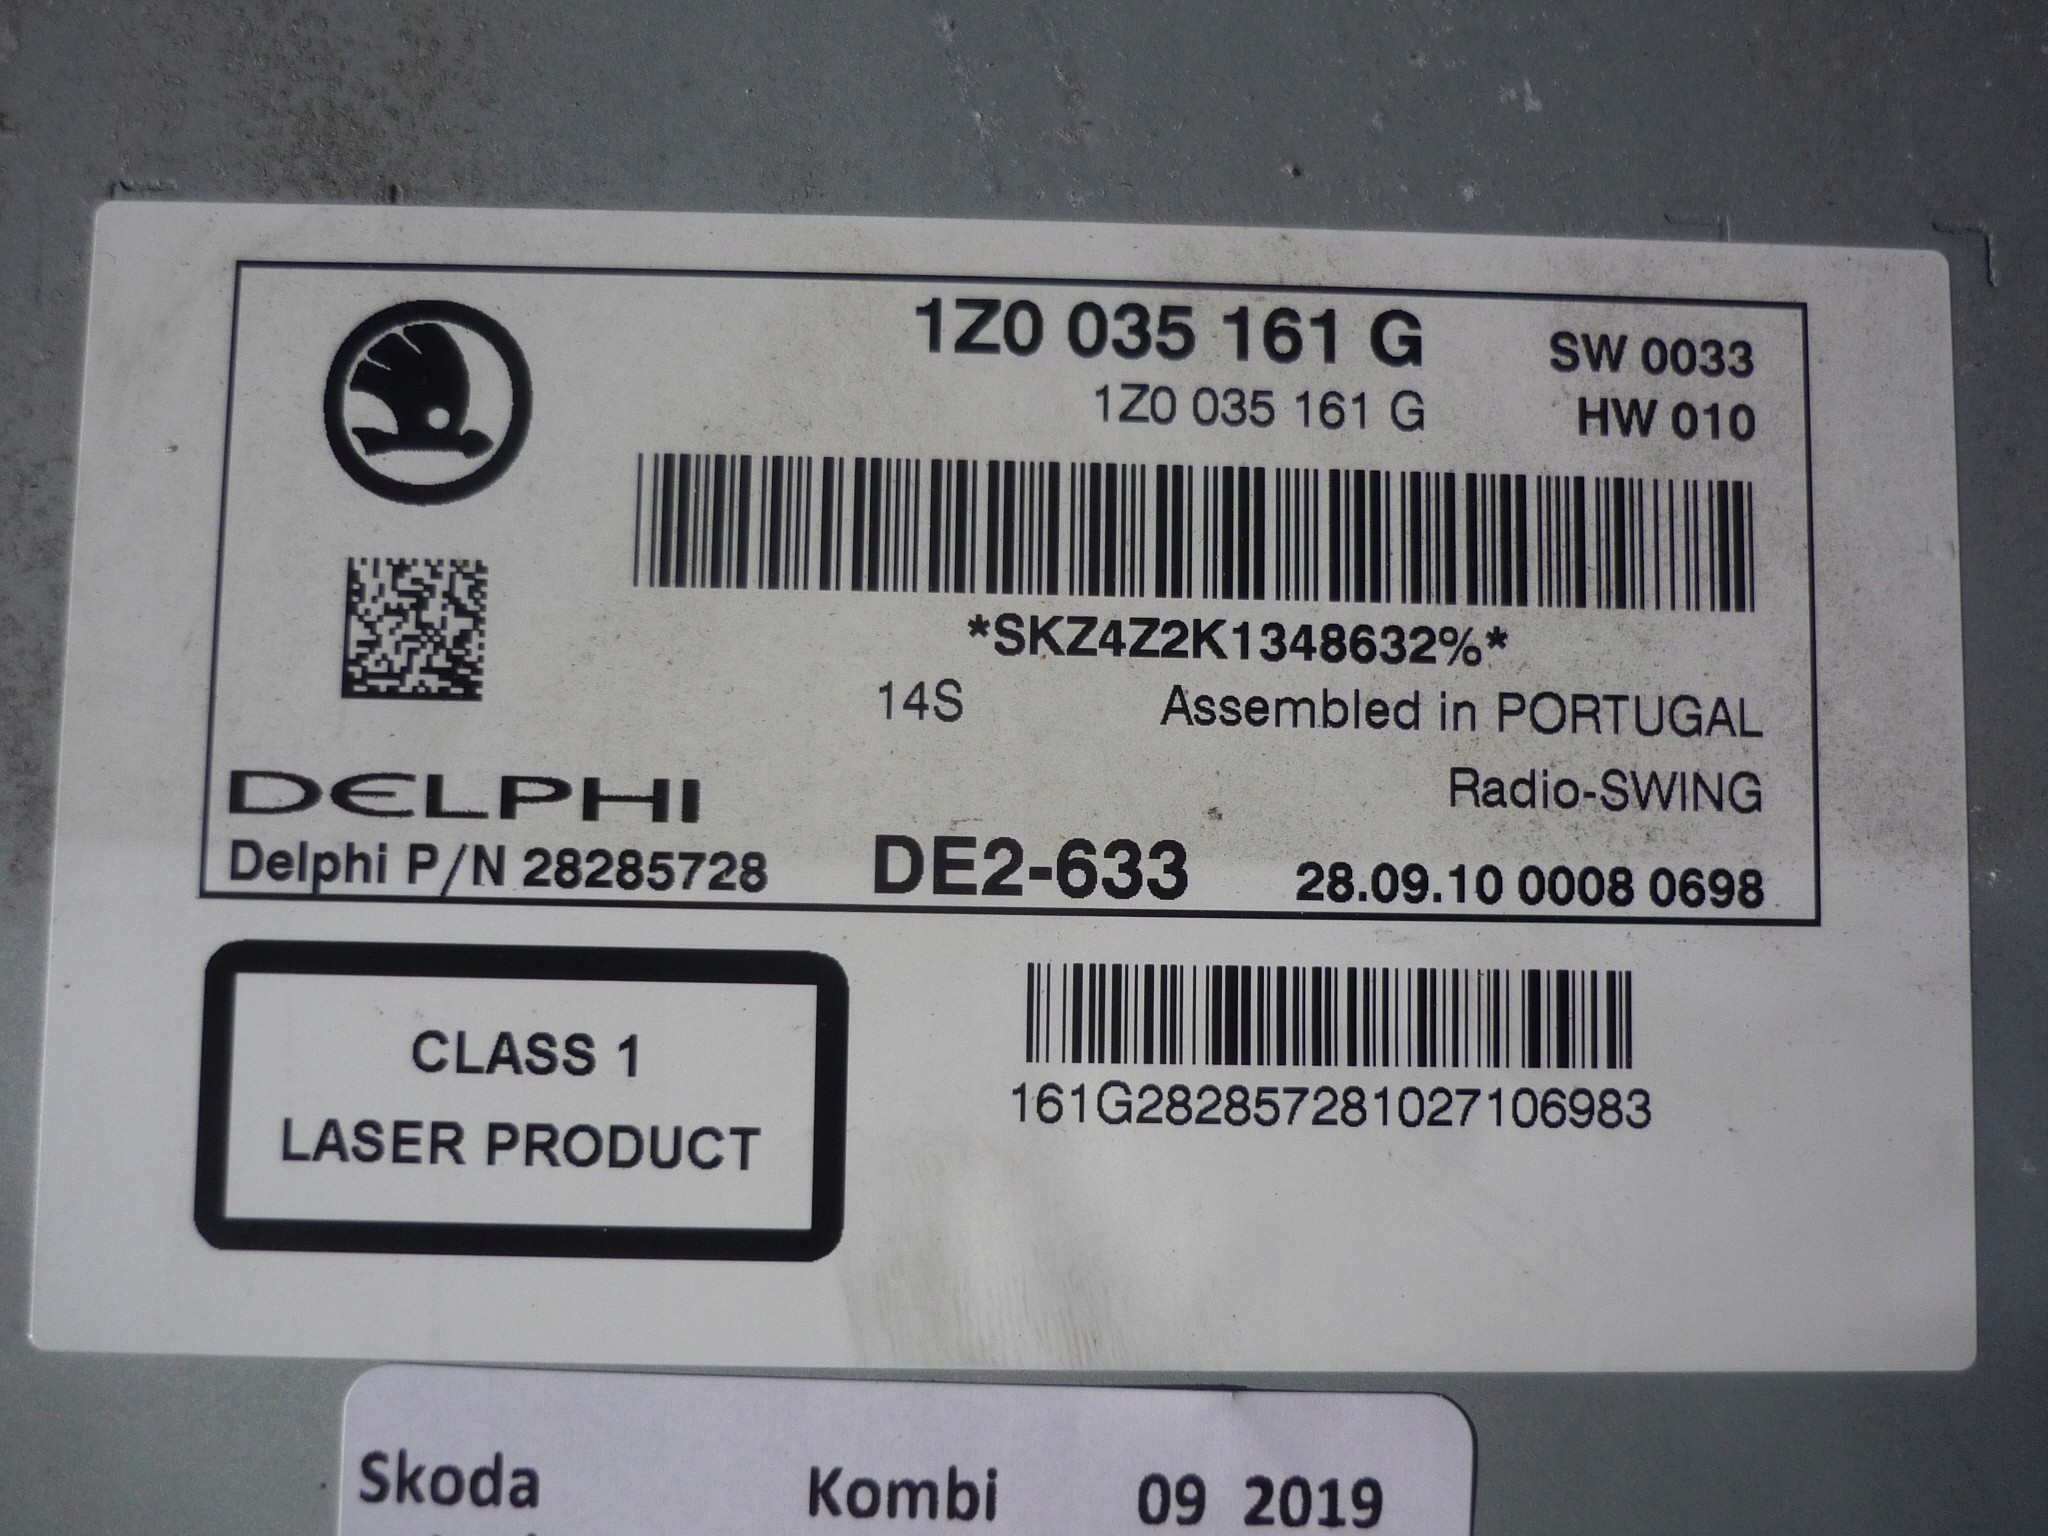 1Z0 035 161 G
SW 0033
1Z0 035 161 G
HW 010
*SKZ4Z2K1348632%*
14S
Assembled in PORTUGAL
Radio-SWING
DELPHI
Delphi P/N 28285728
DE2-633
28.09.10 0008 0698
CLASS 1
LASER PRODUCT
161G282857281027106983
Skoda Kombi 09 2019